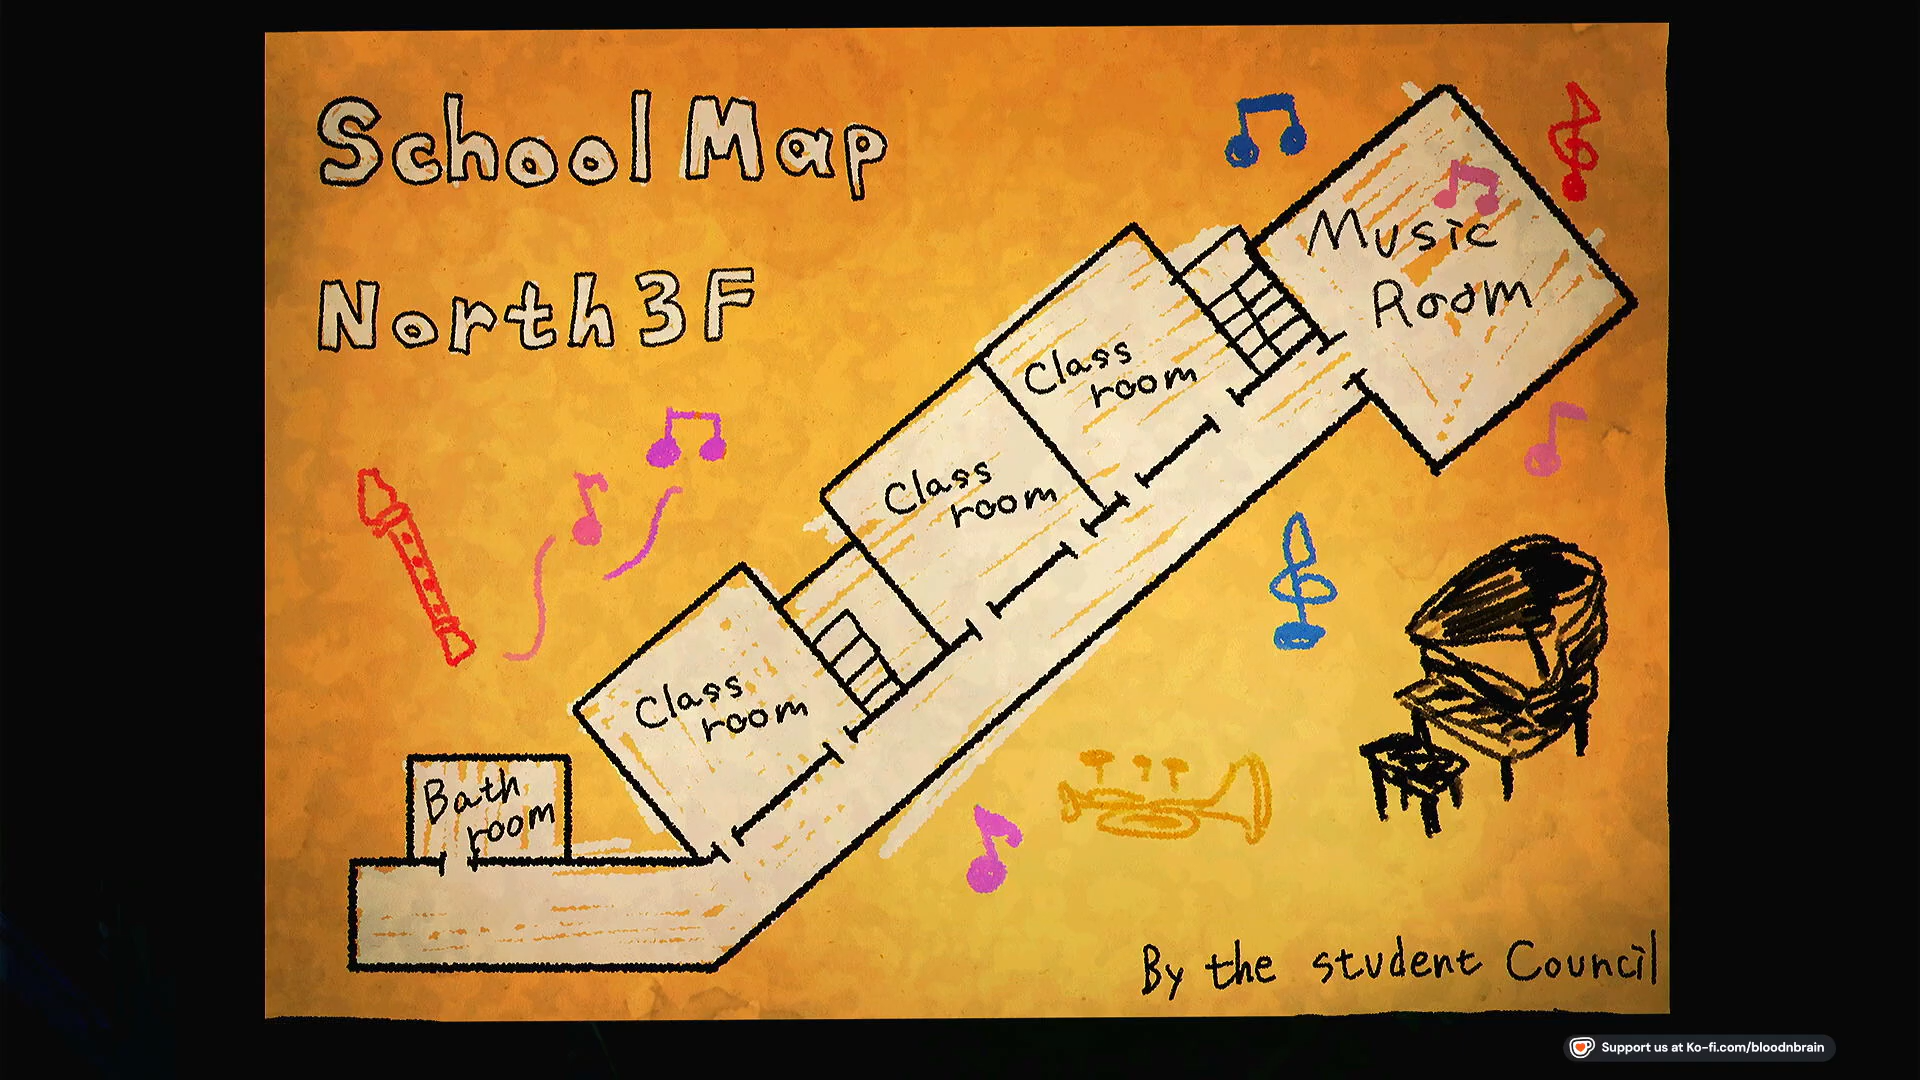 School Map
North 3F
Music
Room
Class
room
Class
room
Class
room
Bath
room
By the student Council
Support us at Ko-fi.com/bloodnbrain